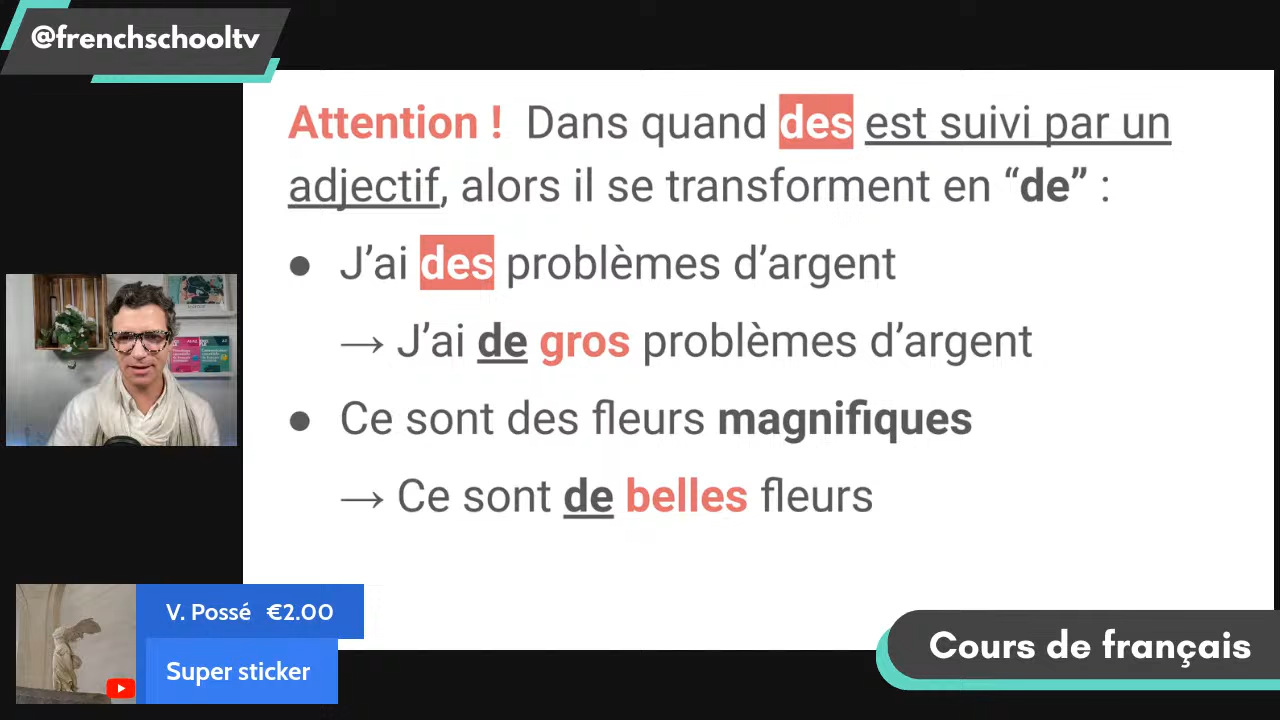 @frenchschooltv
Attention ! Dans quand des est suivi par un
adjectif, alors il se transforment en “de” :
● J’ai des problèmes d’argent
→ J’ai de gros problèmes d’argent
● Ce sont des fleurs magnifiques
→ Ce sont de belles fleurs
V. Possé €2.00
Super sticker
Cours de français